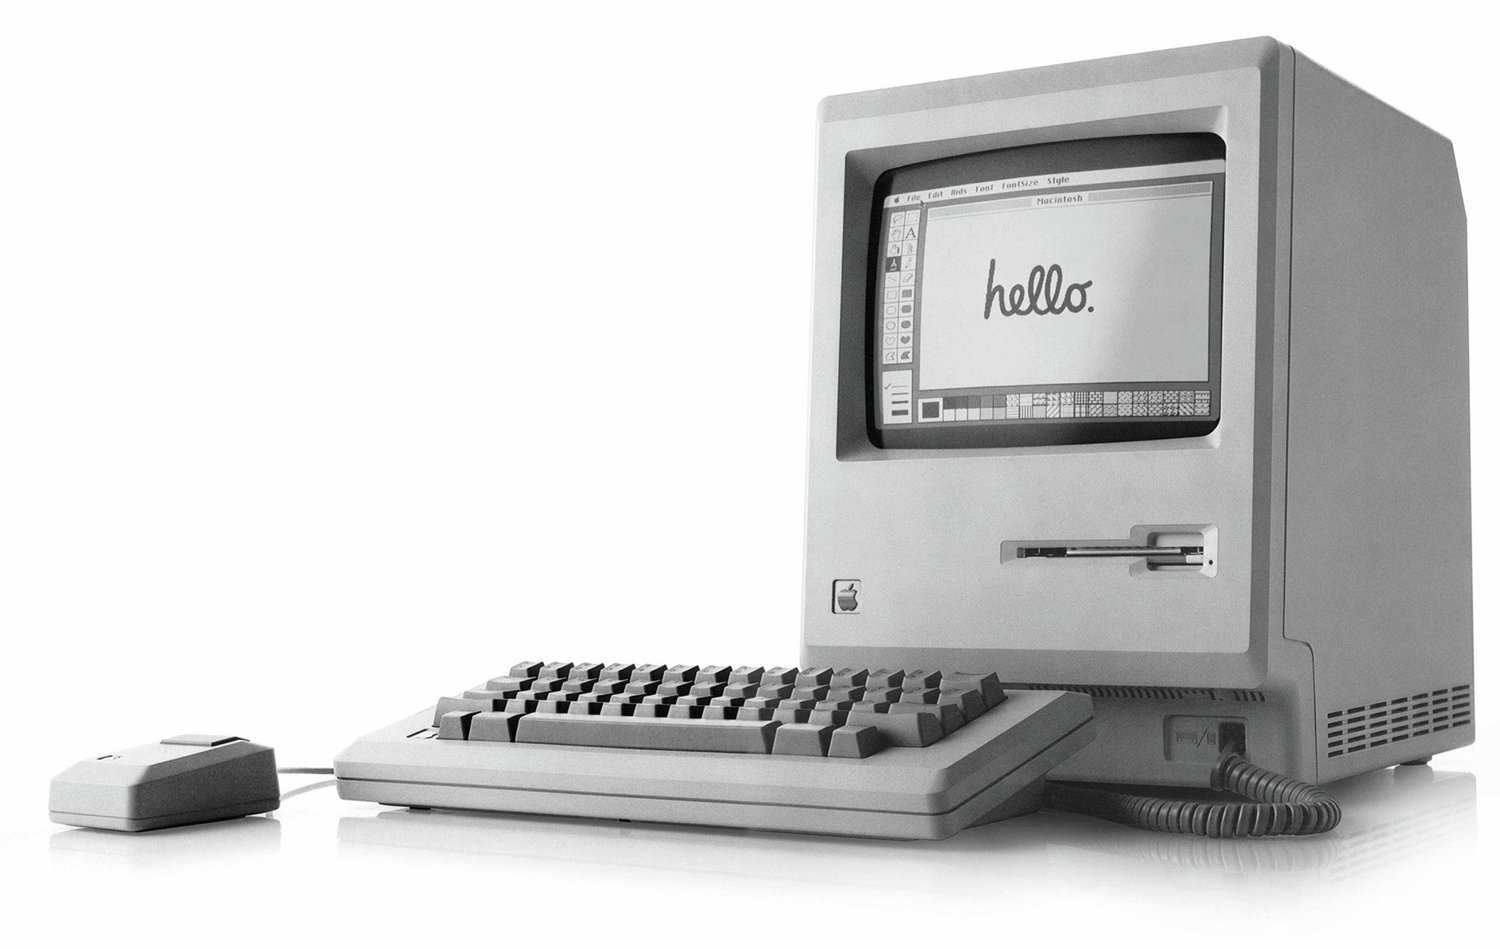 File Edit Aids Font FontSize Style
Macintosh
A
hello.